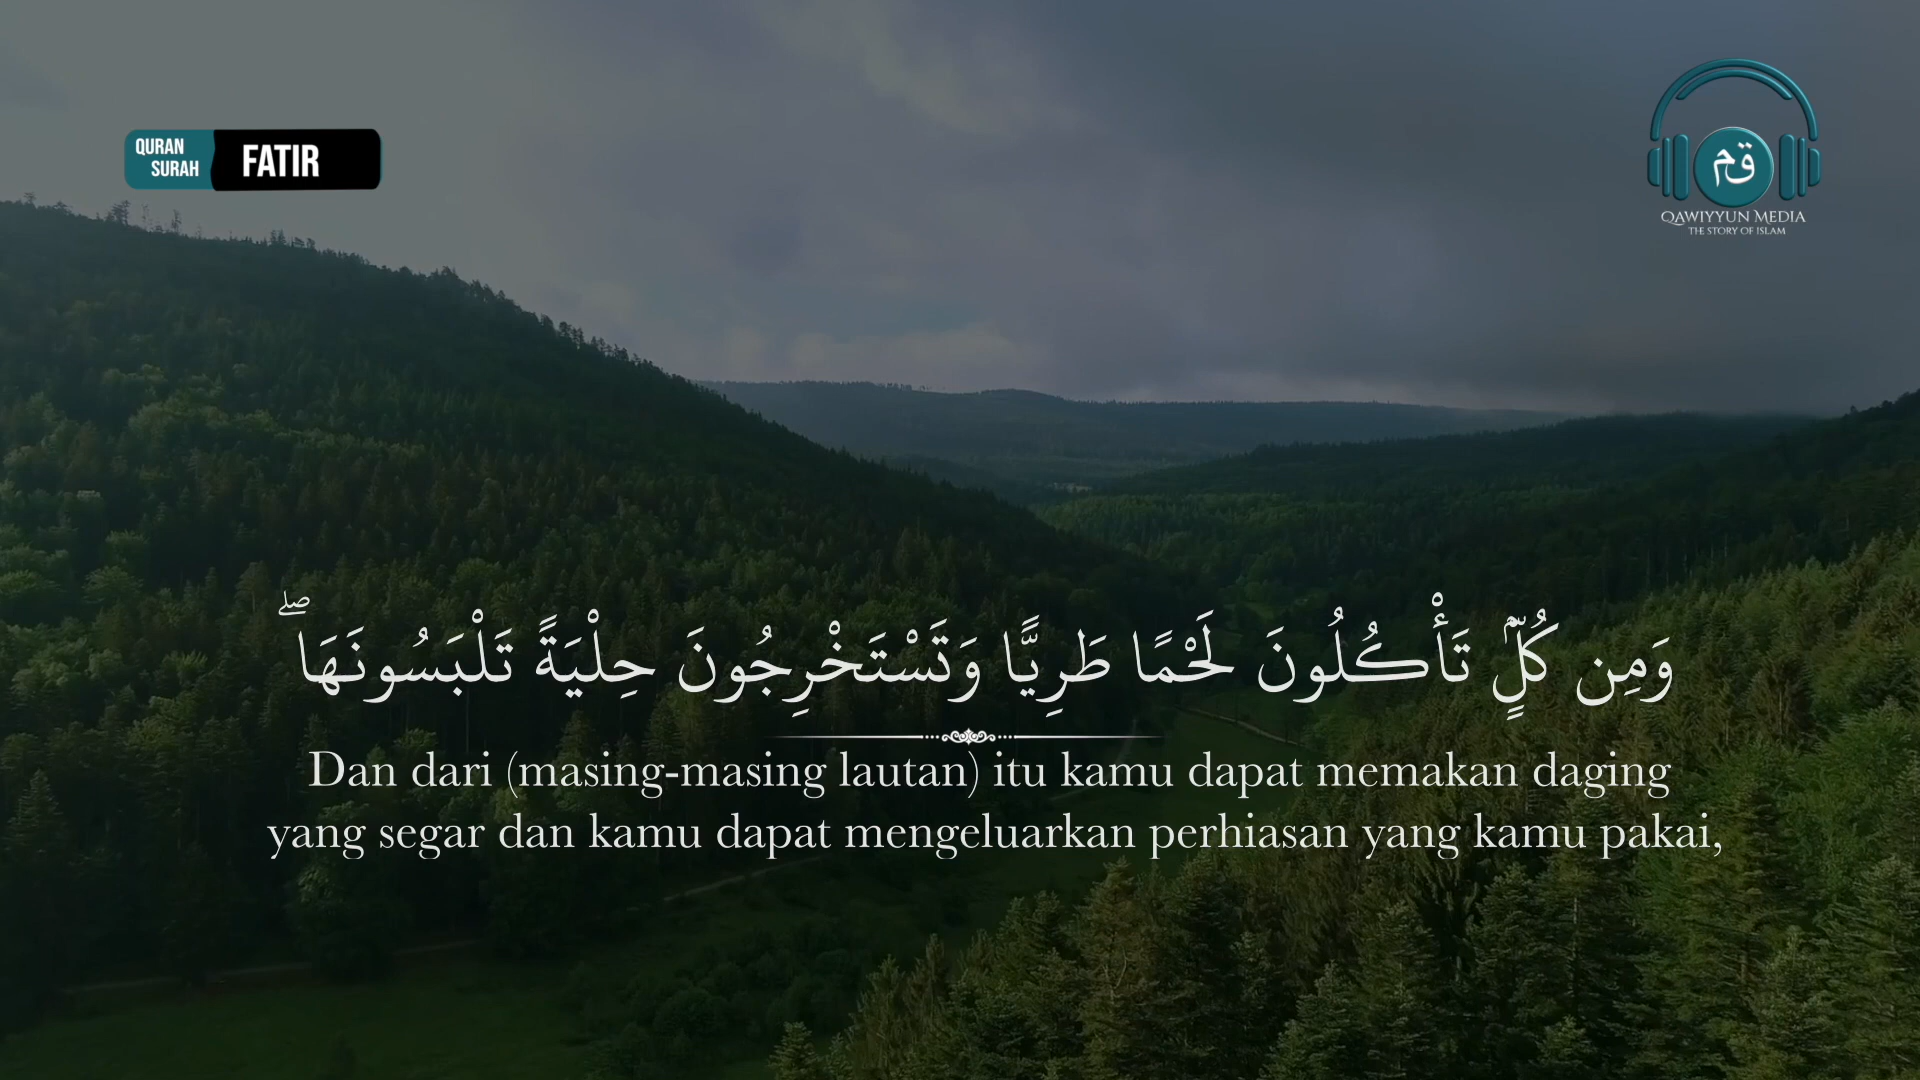 QURAN
SURAH
FATIR
قم
QAWIYYUN MEDIA
THE STORY OF ISLAM
وَمِن كُلٍّۢ تَأْكُلُونَ لَحْمًا طَرِيًّا وَتَسْتَخْرِجُونَ حِلْيَةً تَلْبَسُونَهَا ۖ
Dan dari (masing-masing lautan) itu kamu dapat memakan daging
yang segar dan kamu dapat mengeluarkan perhiasan yang kamu pakai,